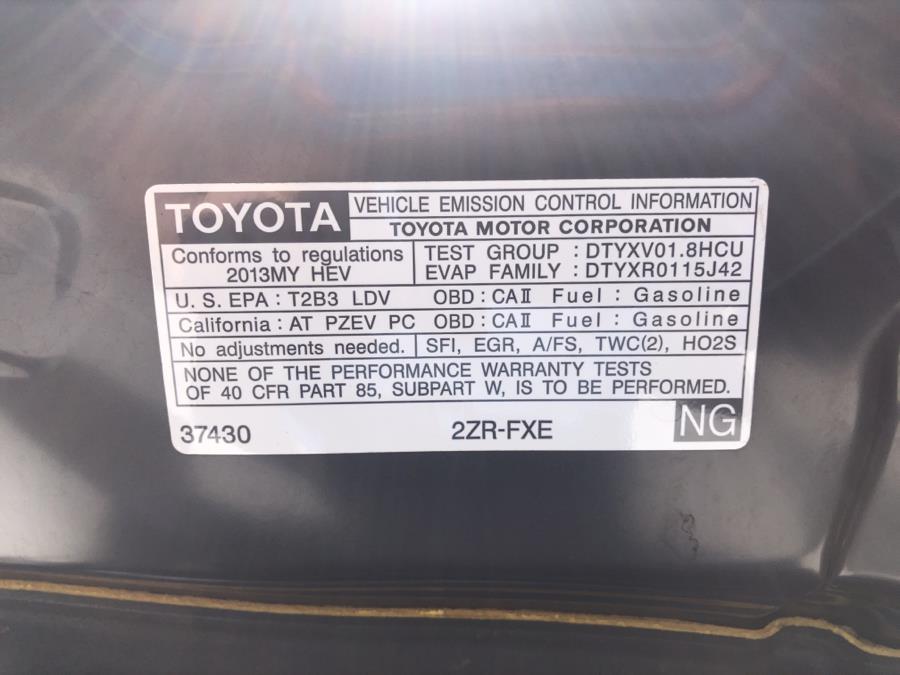 TOYOTA VEHICLE EMISSION CONTROL INFORMATION
TOYOTA MOTOR CORPORATION
Conforms to regulations
2013MY HEV
TEST GROUP : DTYXV01.8HCU
EVAP FAMILY : DTYXR0115J42
U. S. EPA : T2B3 LDV OBD : CAⅡ Fuel : Gasoline
California : AT PZEV PC OBD : CAⅡ Fuel : Gasoline
No adjustments needed. SFI, EGR, A/FS, TWC(2), HO2S
NONE OF THE PERFORMANCE WARRANTY TESTS
OF 40 CFR PART 85, SUBPART W, IS TO BE PERFORMED.
37430 2ZR-FXE NG